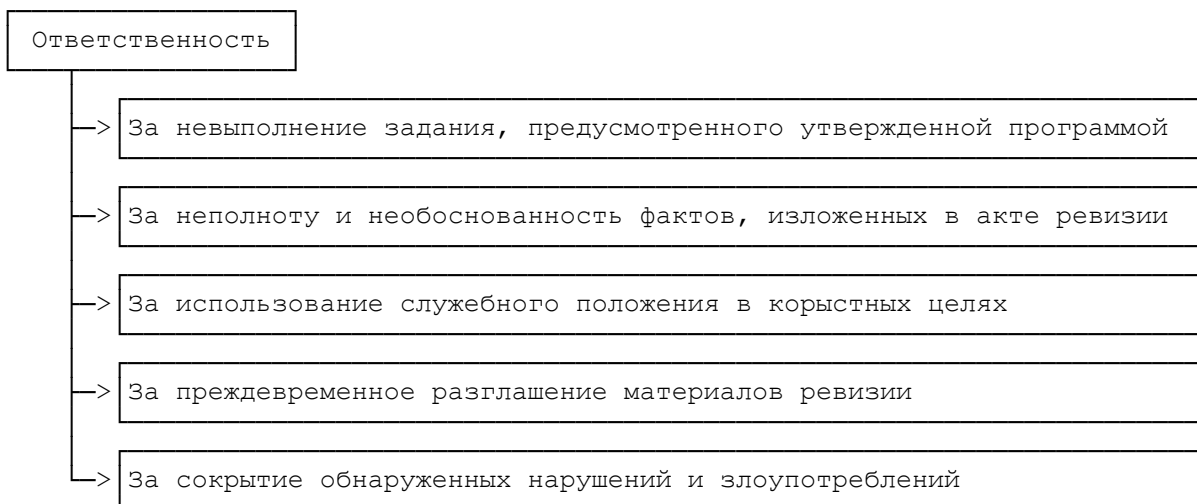 Ответственность
За невыполнение задания, предусмотренного утвержденной программой
За неполноту и необоснованность фактов, изложенных в акте ревизии
За использование служебного положения в корыстных целях
За преждевременное разглашение материалов ревизии
За сокрытие обнаруженных нарушений и злоупотреблений